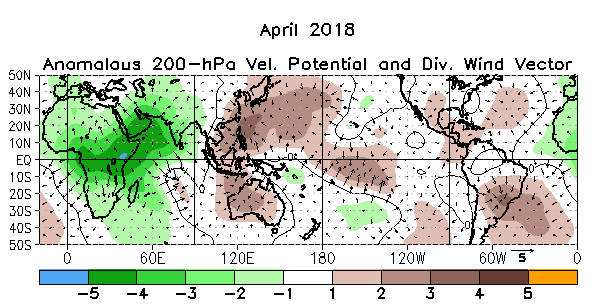 April 2018
Anomalous 200-hPa Vel. Potential and Div. Wind Vector
50N
40N
30N
20N
10N
EQ
10S
20S
30S
40S
50S
0 60E 120E 180 120W 60W 0
5
-5 -4 -3 -2 -1 1 2 3 4 5